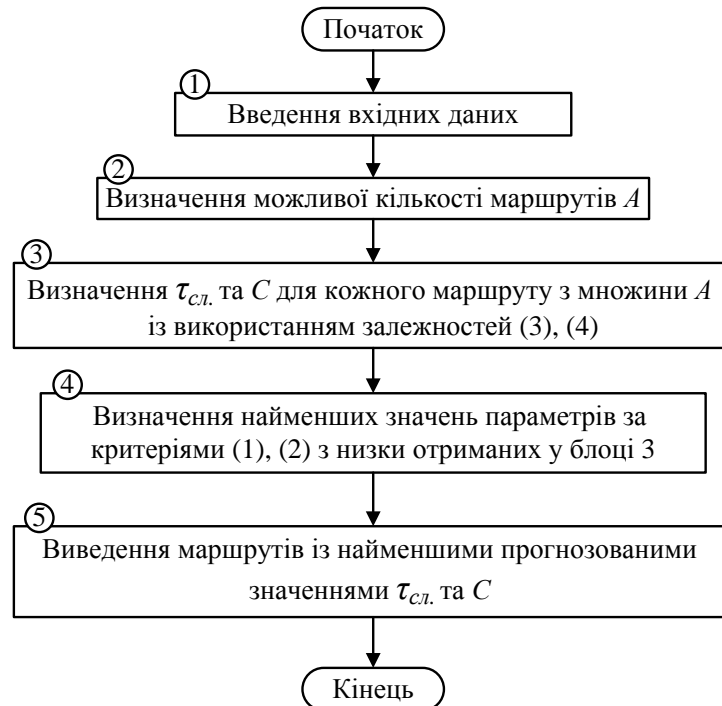 Початок
1
Введення вхідних даних
2
Визначення можливої кількості маршрутів A
3
Визначення τсл. та C для кожного маршруту з множини A
із використанням залежностей (3), (4)
4
Визначення найменших значень параметрів за
критеріями (1), (2) з низки отриманих у блоці 3
5
Виведення маршрутів із найменшими прогнозованими
значеннями τсл. та C
Кінець